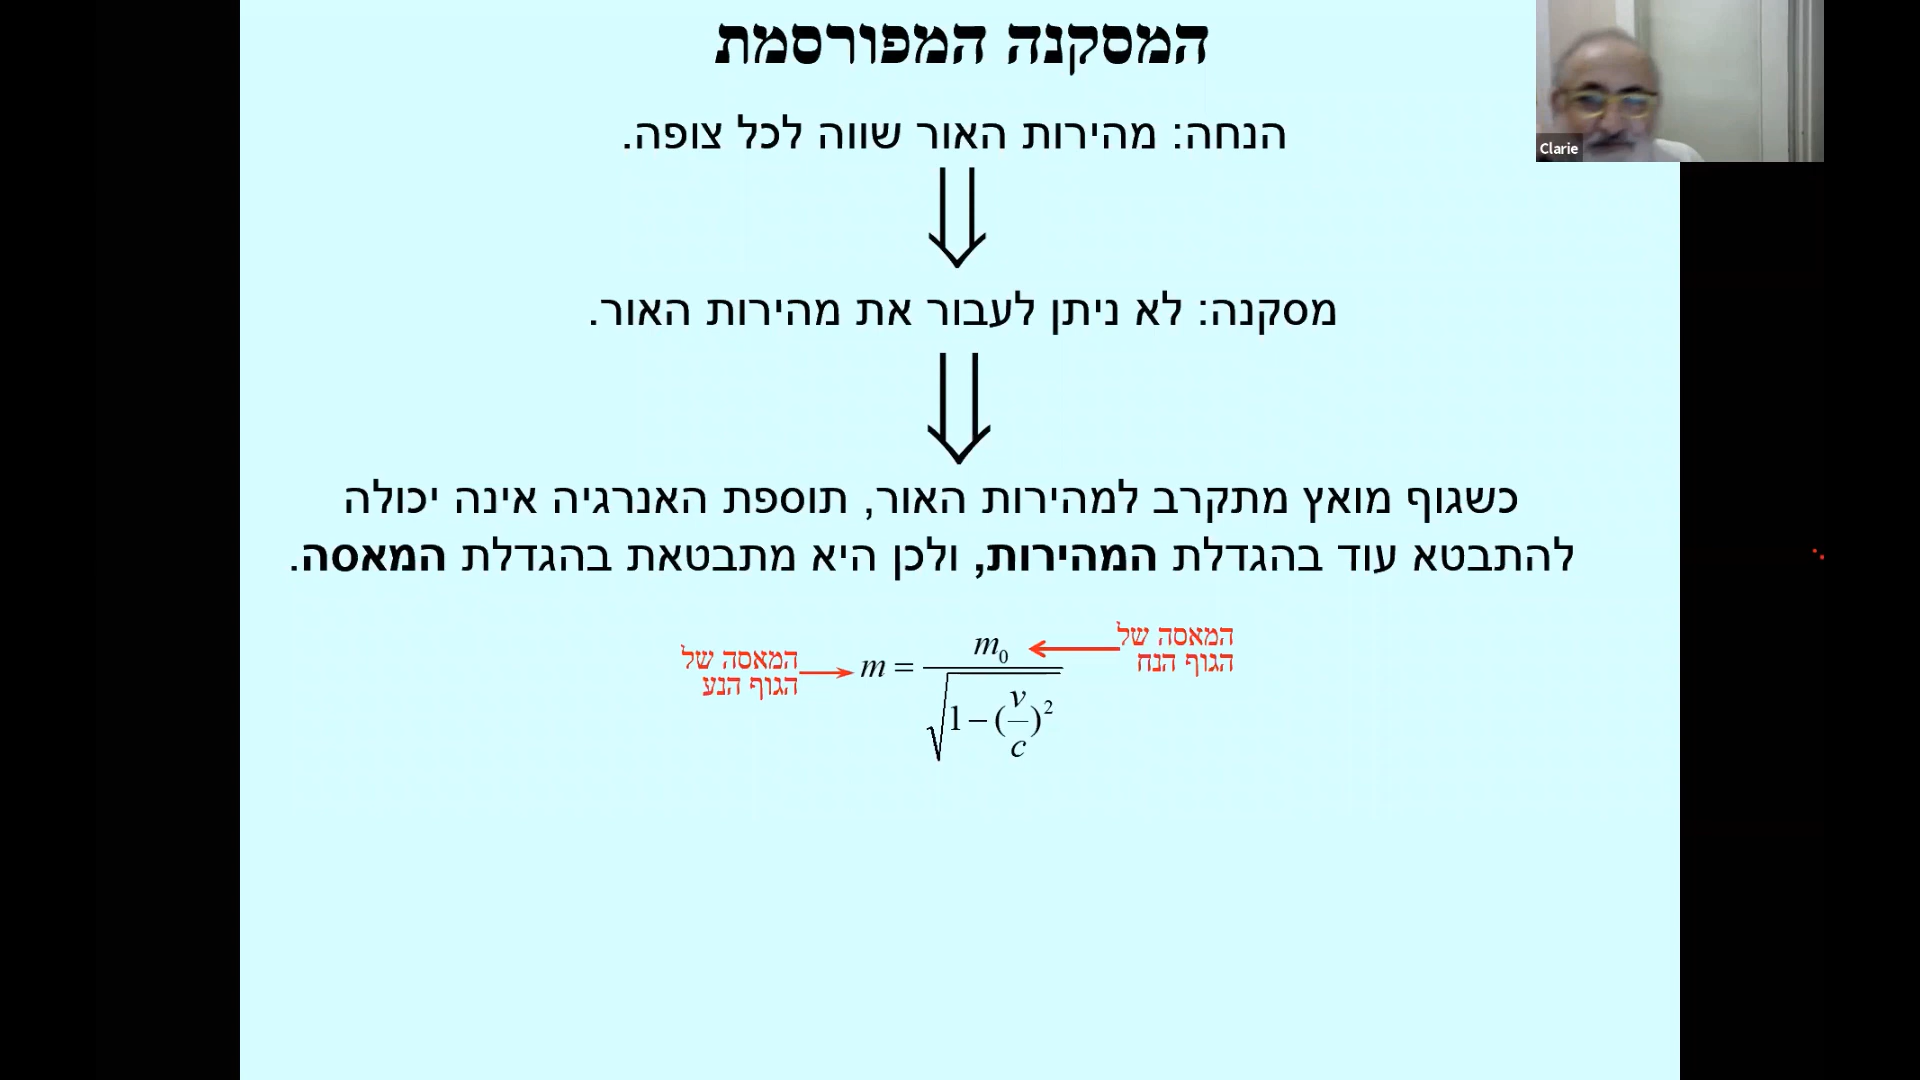 המסקנה המפורסמת
הנחה: מהירות האור שווה לכל צופה.
מסקנה: לא ניתן לעבור את מהירות האור.
כשגוף מואץ מתקרב למהירות האור, תוספת האנרגיה אינה יכולה
להתבטא עוד בהגדלת המהירות, ולכן היא מתבטאת בהגדלת המאסה.
המאסה של
הגוף הנח
m = m₀ / √(1 − (v/c)²)
המאסה של
הגוף הנע
Clarie